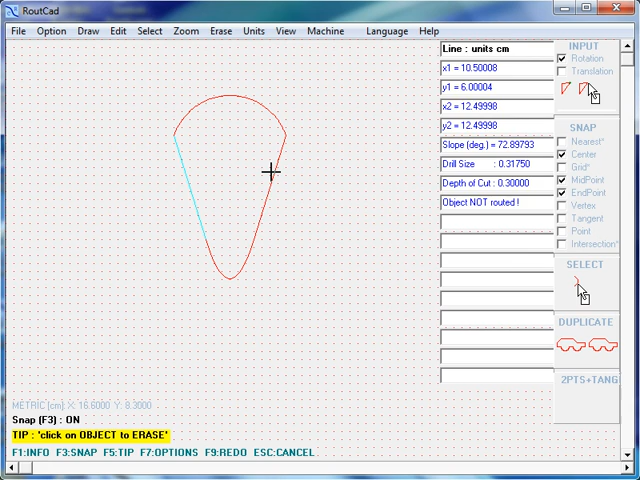 RoutCad
File Option Draw Edit Select Zoom Erase Units View Machine Language Help
Line : units cm
x1 = 10.50008
y1 = 6.00004
x2 = 12.49998
y2 = 12.49998
Slope (deg.) = 72.89793
Drill Size : 0.31750
Depth of Cut : 0.30000
Object NOT routed !
INPUT
Rotation
Translation
SNAP
Nearest*
Center
Grid*
MidPoint
EndPoint
Vertex
Tangent
Point
Intersection*
SELECT
DUPLICATE
2PTS+TANG
METRIC (cm) X: 16.6000 Y: 8.3000
Snap (F3) : ON
TIP : 'click on OBJECT to ERASE'
F1:INFO F3:SNAP F5:TIP F7:OPTIONS F9:REDO ESC:CANCEL